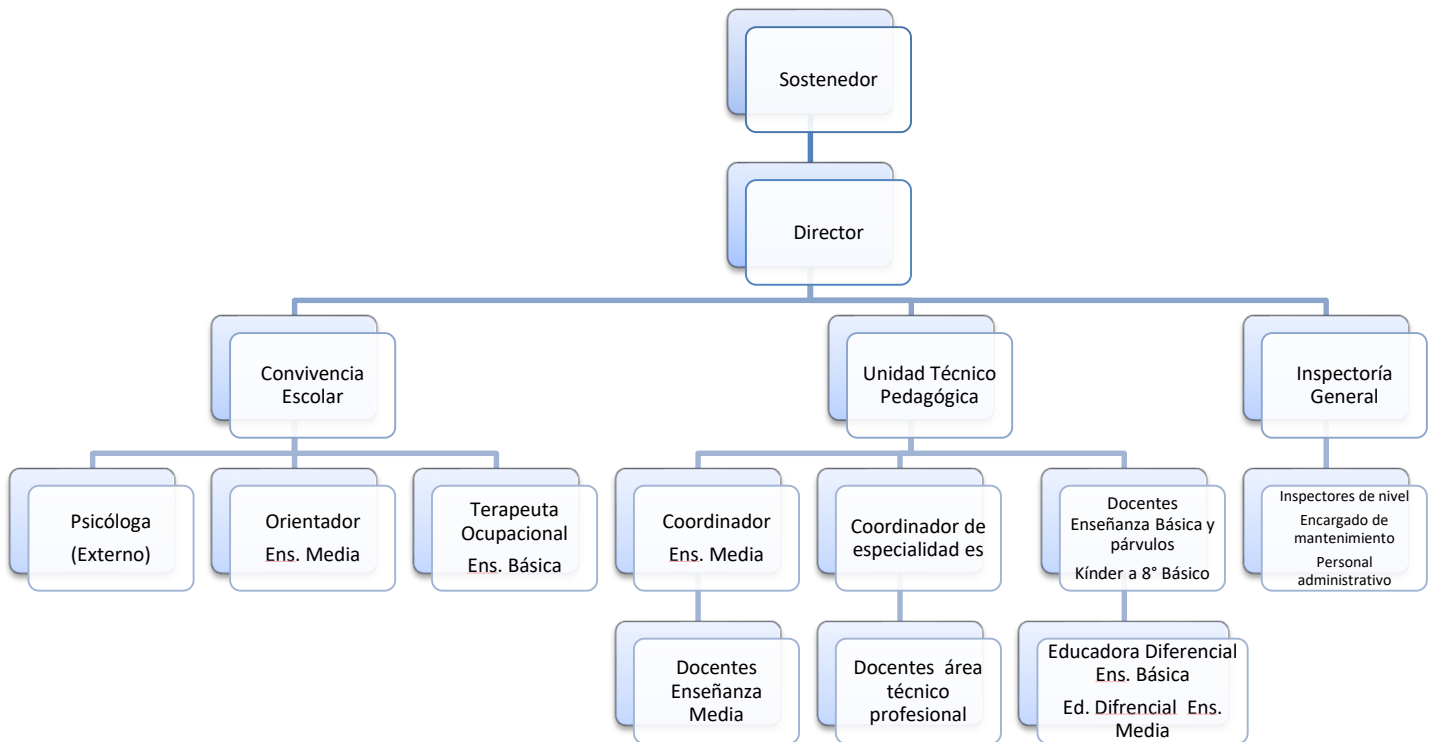 Sostenedor
Director
Convivencia
Escolar
Unidad Técnico
Pedagógica
Inspectoría
General
Psicóloga
(Externo)
Orientador
Ens. Media
Terapeuta
Ocupacional
Ens. Básica
Coordinador
Ens. Media
Coordinador de
especialidad es
Docentes
Enseñanza Básica y
párvulos
Kínder a 8° Básico
Inspectores de nivel
Encargado de
mantenimiento
Personal
administrativo
Docentes
Enseñanza
Media
Docentes área
técnico
profesional
Educadora Diferencial
Ens. Básica
Ed. Difrencial Ens.
Media